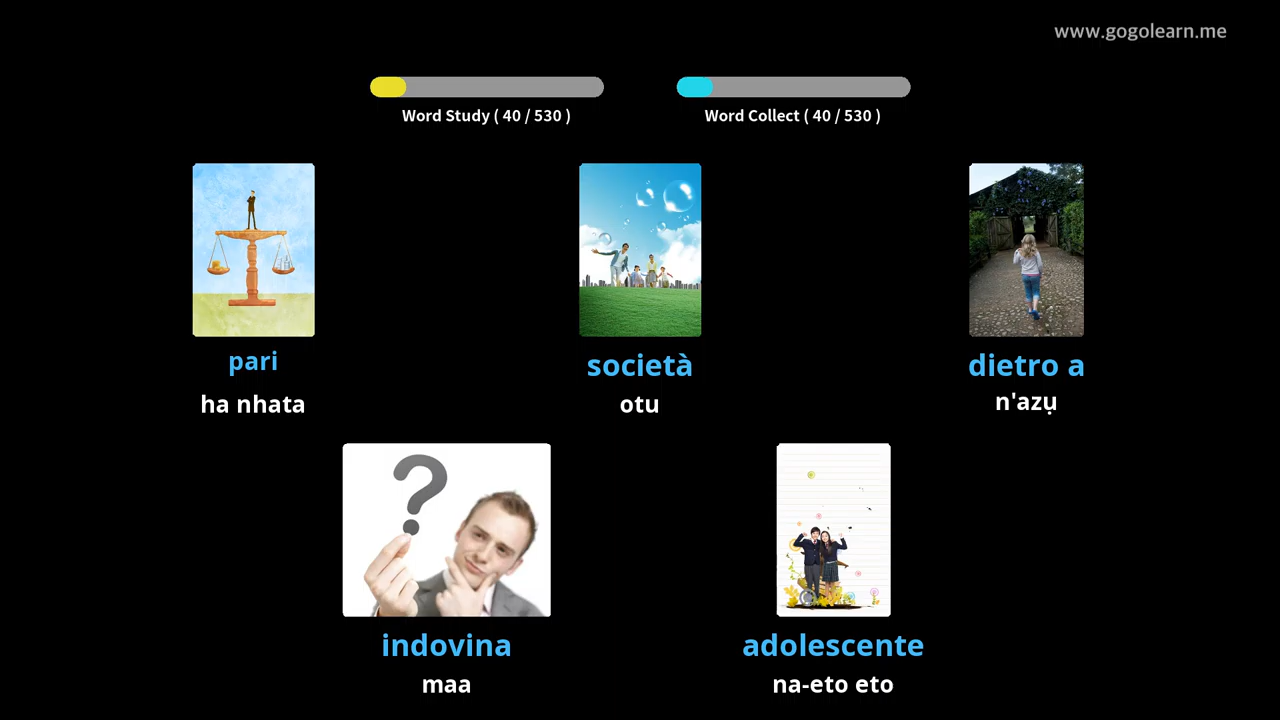 www.gogolearn.me
Word Study ( 40 / 530 )
Word Collect ( 40 / 530 )
pari
ha nhata
società
otu
dietro a
n'azụ
indovina
maa
adolescente
na-eto eto